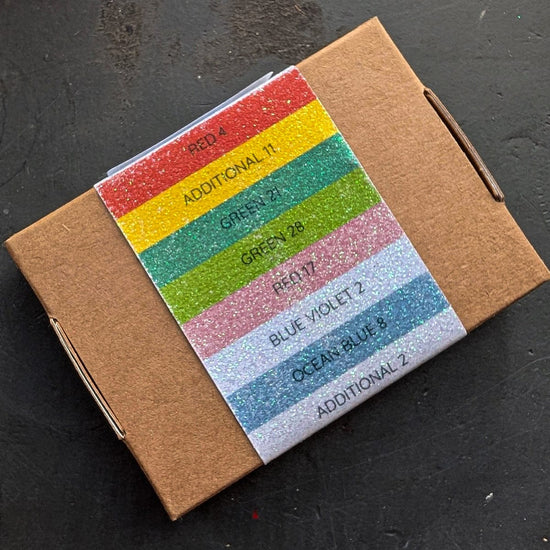 RED 4
ADDITIONAL 11
GREEN 21
GREEN 28
RED 17
BLUE VIOLET 2
OCEAN BLUE 8
ADDITIONAL 2